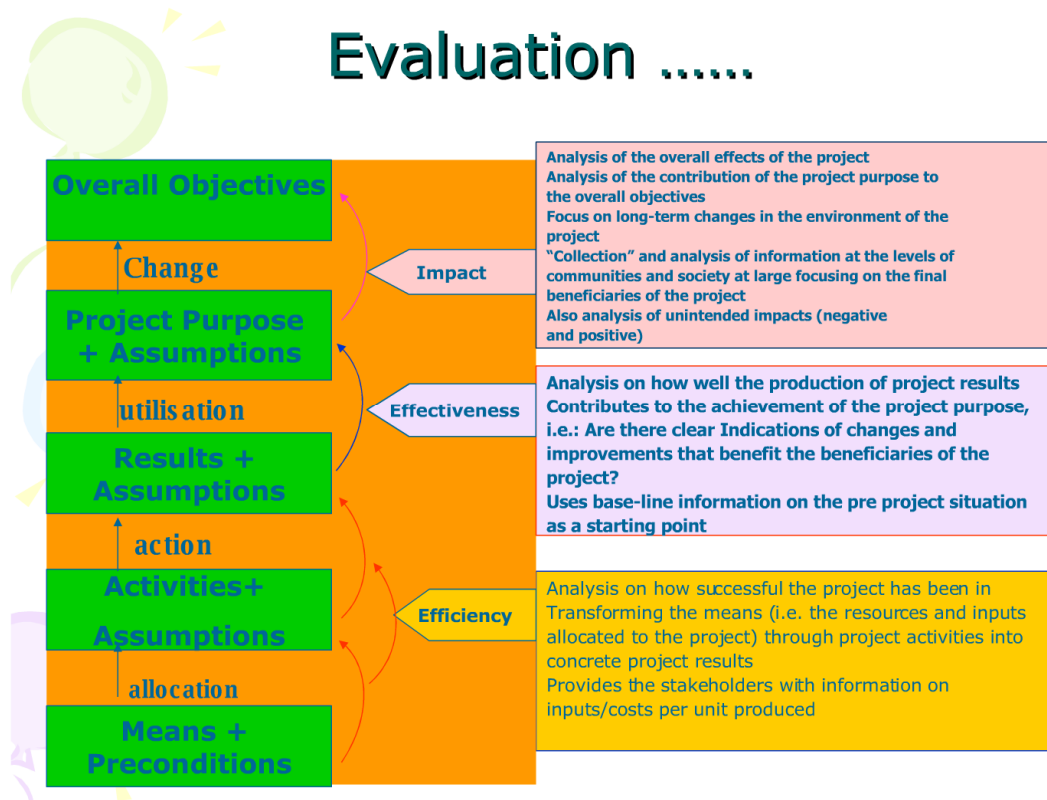 Evaluation ……
Overall Objectives
Change
Project Purpose
+ Assumptions
utilisation
Results +
Assumptions
action
Activities+
Assumptions
allocation
Means +
Preconditions
Impact
Effectiveness
Efficiency
Analysis of the overall effects of the project
Analysis of the contribution of the project purpose to
the overall objectives
Focus on long-term changes in the environment of the
project
“Collection” and analysis of information at the levels of
communities and society at large focusing on the final
beneficiaries of the project
Also analysis of unintended impacts (negative
and positive)
Analysis on how well the production of project results
Contributes to the achievement of the project purpose,
i.e.: Are there clear Indications of changes and
improvements that benefit the beneficiaries of the
project?
Uses base-line information on the pre project situation
as a starting point
Analysis on how successful the project has been in
Transforming the means (i.e. the resources and inputs
allocated to the project) through project activities into
concrete project results
Provides the stakeholders with information on
inputs/costs per unit produced